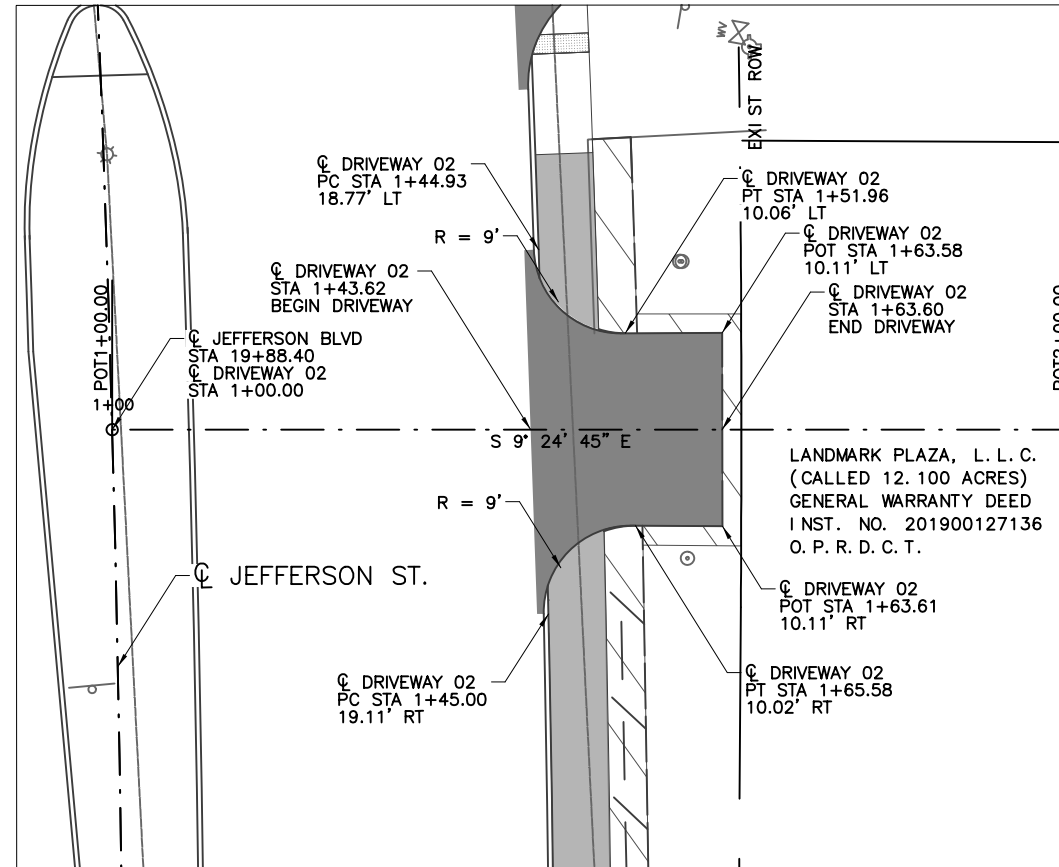 WV
EXIST ROW
℄ DRIVEWAY 02
PC STA 1+44.93
18.77' LT
℄ DRIVEWAY 02
PT STA 1+51.96
10.06' LT
R = 9'
℄ DRIVEWAY 02
POT STA 1+63.58
10.11' LT
℄ DRIVEWAY 02
STA 1+43.62
BEGIN DRIVEWAY
℄ DRIVEWAY 02
STA 1+63.60
END DRIVEWAY
POT1+00.00
1+00
℄ JEFFERSON BLVD
STA 19+88.40
℄ DRIVEWAY 02
STA 1+00.00
S 9° 24' 45" E
LANDMARK PLAZA, L.L.C.
(CALLED 12.100 ACRES)
GENERAL WARRANTY DEED
INST. NO. 201900127136
O.P.R.D.C.T.
R = 9'
℄ JEFFERSON ST.
℄ DRIVEWAY 02
POT STA 1+63.61
10.11' RT
℄ DRIVEWAY 02
PC STA 1+45.00
19.11' RT
℄ DRIVEWAY 02
PT STA 1+65.58
10.02' RT